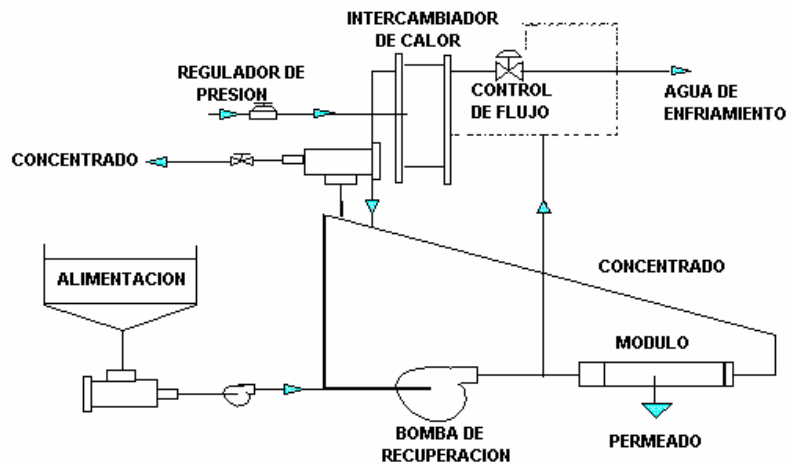 INTERCAMBIADOR
DE CALOR
REGULADOR DE
PRESION
CONTROL
DE FLUJO
AGUA DE
ENFRIAMIENTO
CONCENTRADO
ALIMENTACION
CONCENTRADO
MODULO
BOMBA DE
RECUPERACION
PERMEADO